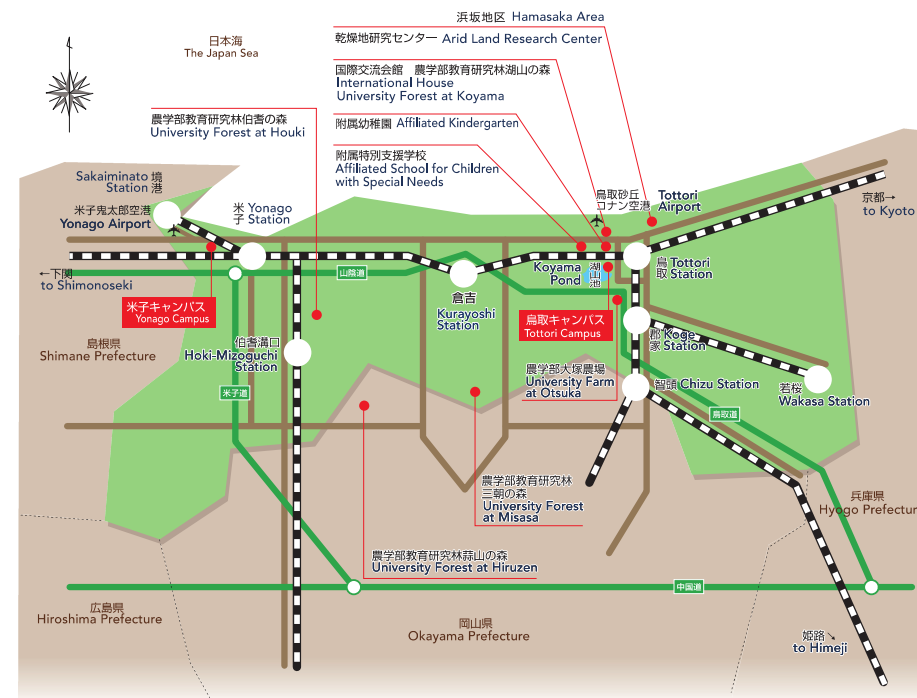 浜坂地区 Hamasaka Area
日本海
The Japan Sea
乾燥地研究センター Arid Land Research Center
国際交流会館 農学部教育研究林湖山の森
International House
University Forest at Koyama
農学部教育研究林伯耆の森
University Forest at Houki
附属幼稚園 Affiliated Kindergarten
附属特別支援学校
Affiliated School for Children
with Special Needs
Sakaiminato 境港
Station
米子鬼太郎空港
Yonago Airport
米子 Yonago
Station
鳥取砂丘
コナン空港
Tottori
Airport
京都→
to Kyoto
←下関
to Shimonoseki
山陰道
倉吉
Kurayoshi
Station
Koyama
Pond
湖山池
鳥取 Tottori
Station
米子キャンパス
Yonago Campus
鳥取キャンパス
Tottori Campus
島根県
Shimane Prefecture
伯耆溝口
Hoki-Mizoguchi
Station
郡家 Koge
Station
農学部大塚農場
University Farm
at Otsuka
智頭 Chizu Station
若桜
Wakasa Station
米子道
鳥取道
農学部教育研究林
三朝の森
University Forest
at Misasa
兵庫県
Hyogo Prefecture
農学部教育研究林蒜山の森
University Forest at Hiruzen
中国道
広島県
Hiroshima Prefecture
岡山県
Okayama Prefecture
姫路↘
to Himeji